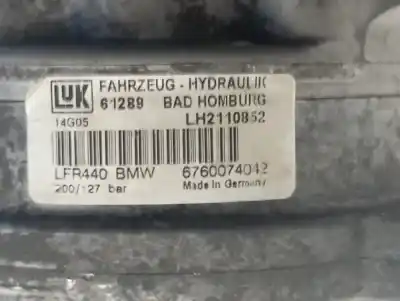 LUK FAHRZEUG - HYDRAULIK
61289 BAD HOMBURG
14G05 LH2110852
LFR440 BMW 6760074042
200/127 bar Made in Germany